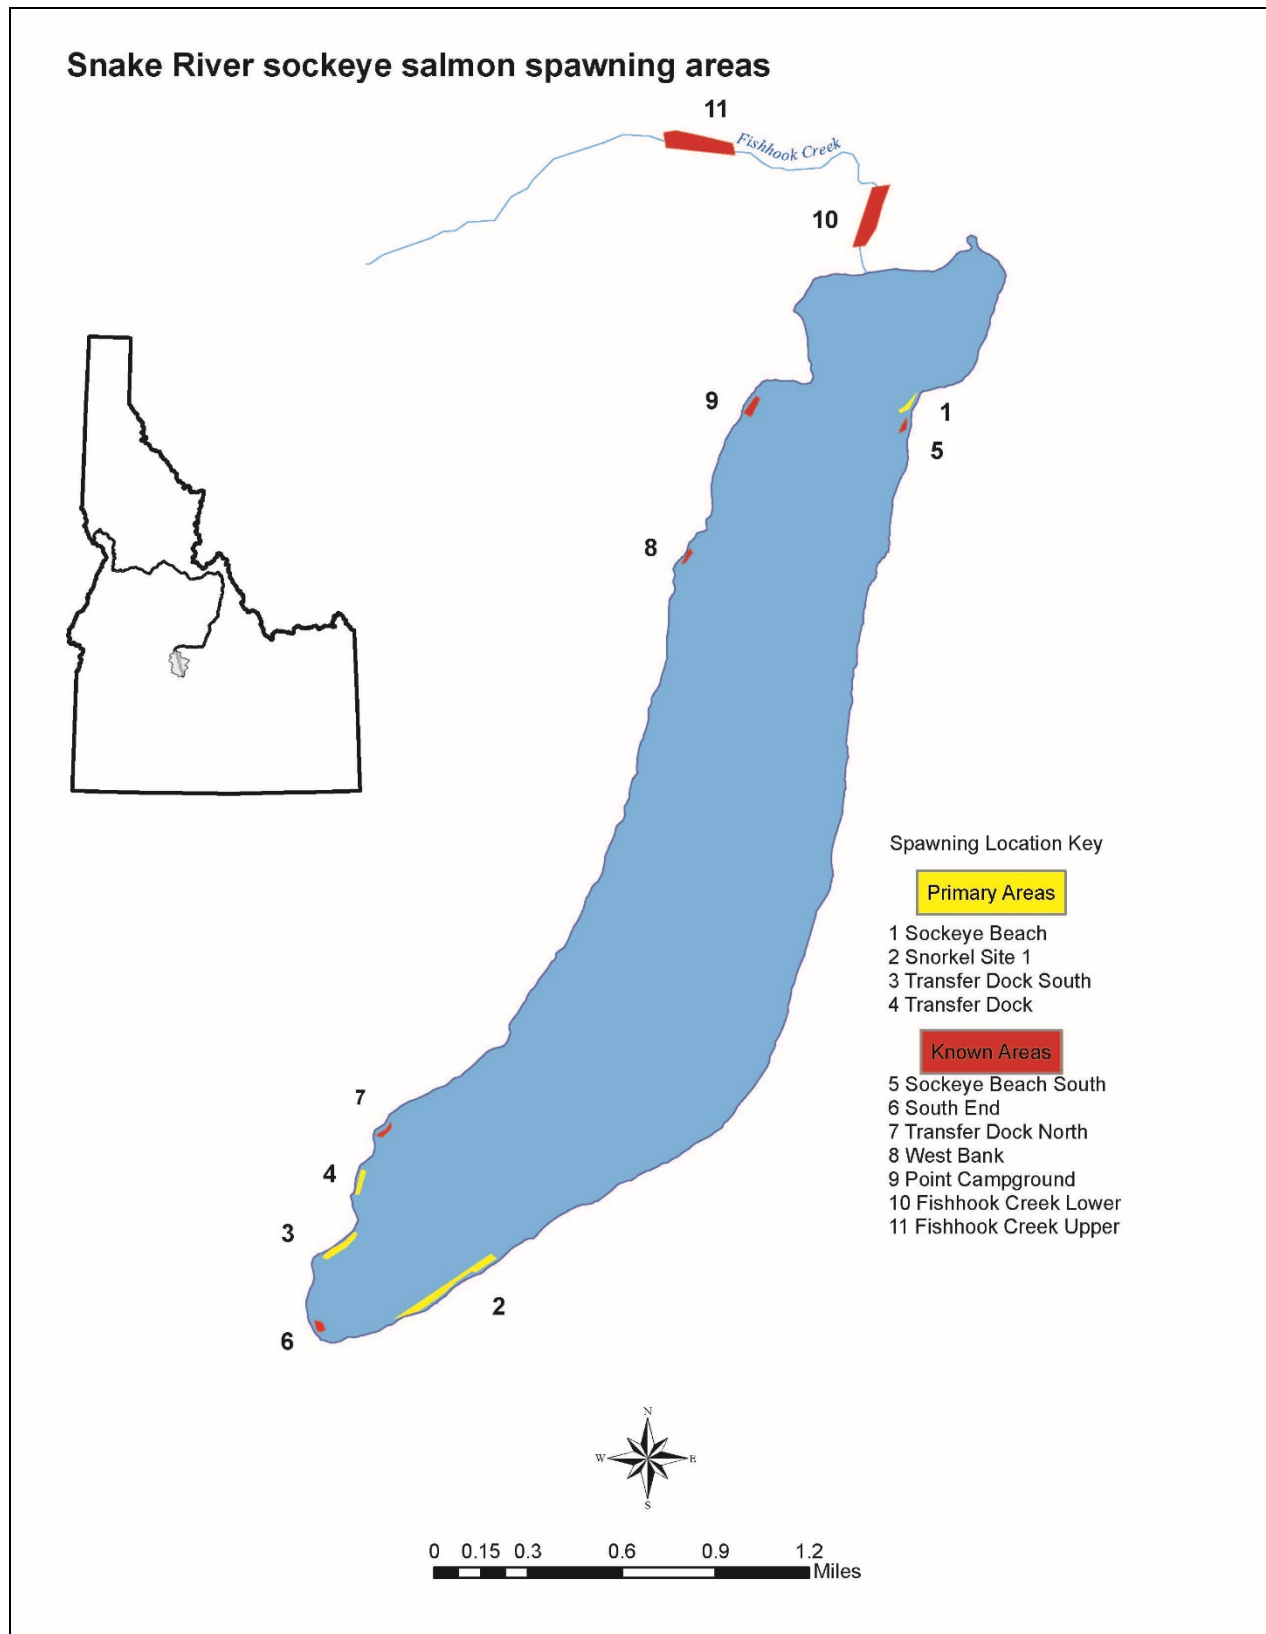 Snake River sockeye salmon spawning areas
11
Fishhook Creek
10
9
1
5
8
Spawning Location Key
Primary Areas
1 Sockeye Beach
2 Snorkel Site 1
3 Transfer Dock South
4 Transfer Dock
Known Areas
5 Sockeye Beach South
6 South End
7 Transfer Dock North
8 West Bank
9 Point Campground
10 Fishhook Creek Lower
11 Fishhook Creek Upper
7
4
3
2
6
N
W E
S
0 0.15 0.3 0.6 0.9 1.2
Miles